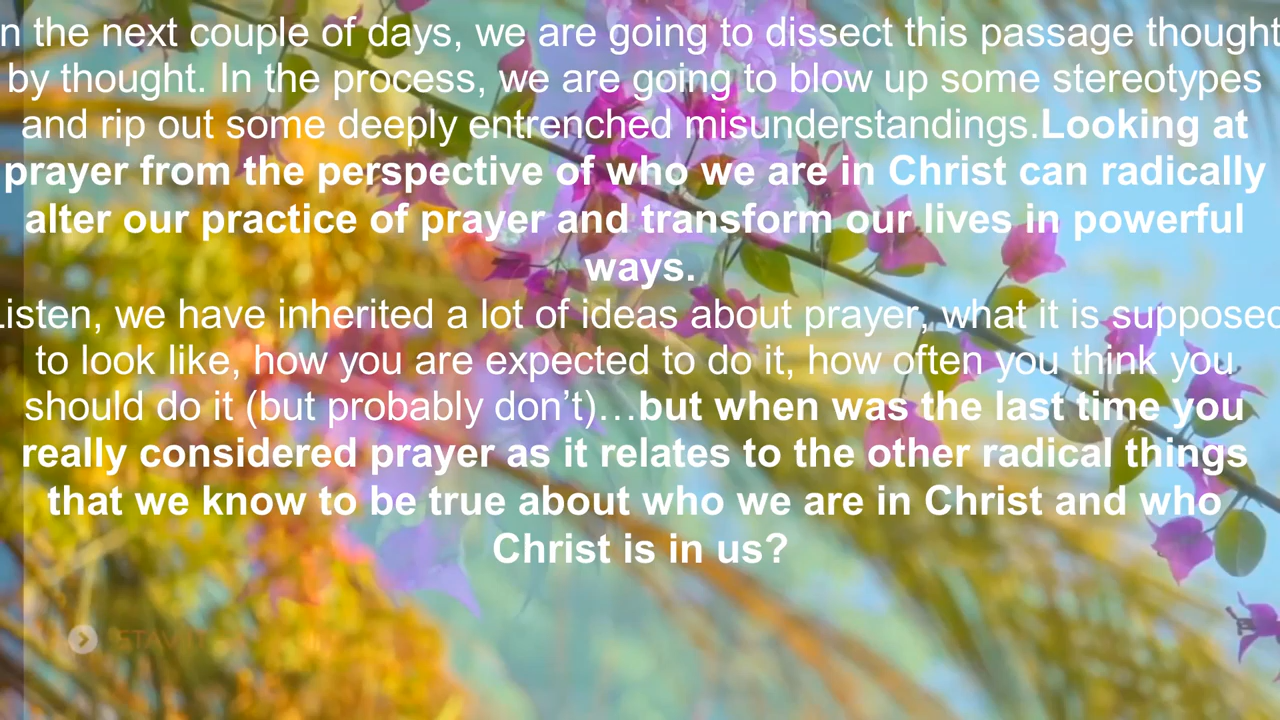 n the next couple of days, we are going to dissect this passage thought
by thought. In the process, we are going to blow up some stereotypes
and rip out some deeply entrenched misunderstandings.Looking at
prayer from the perspective of who we are in Christ can radically
alter our practice of prayer and transform our lives in powerful
ways.
Listen, we have inherited a lot of ideas about prayer, what it is supposed
to look like, how you are expected to do it, how often you think you
should do it (but probably don’t)…but when was the last time you
really considered prayer as it relates to the other radical things
that we know to be true about who we are in Christ and who
Christ is in us?